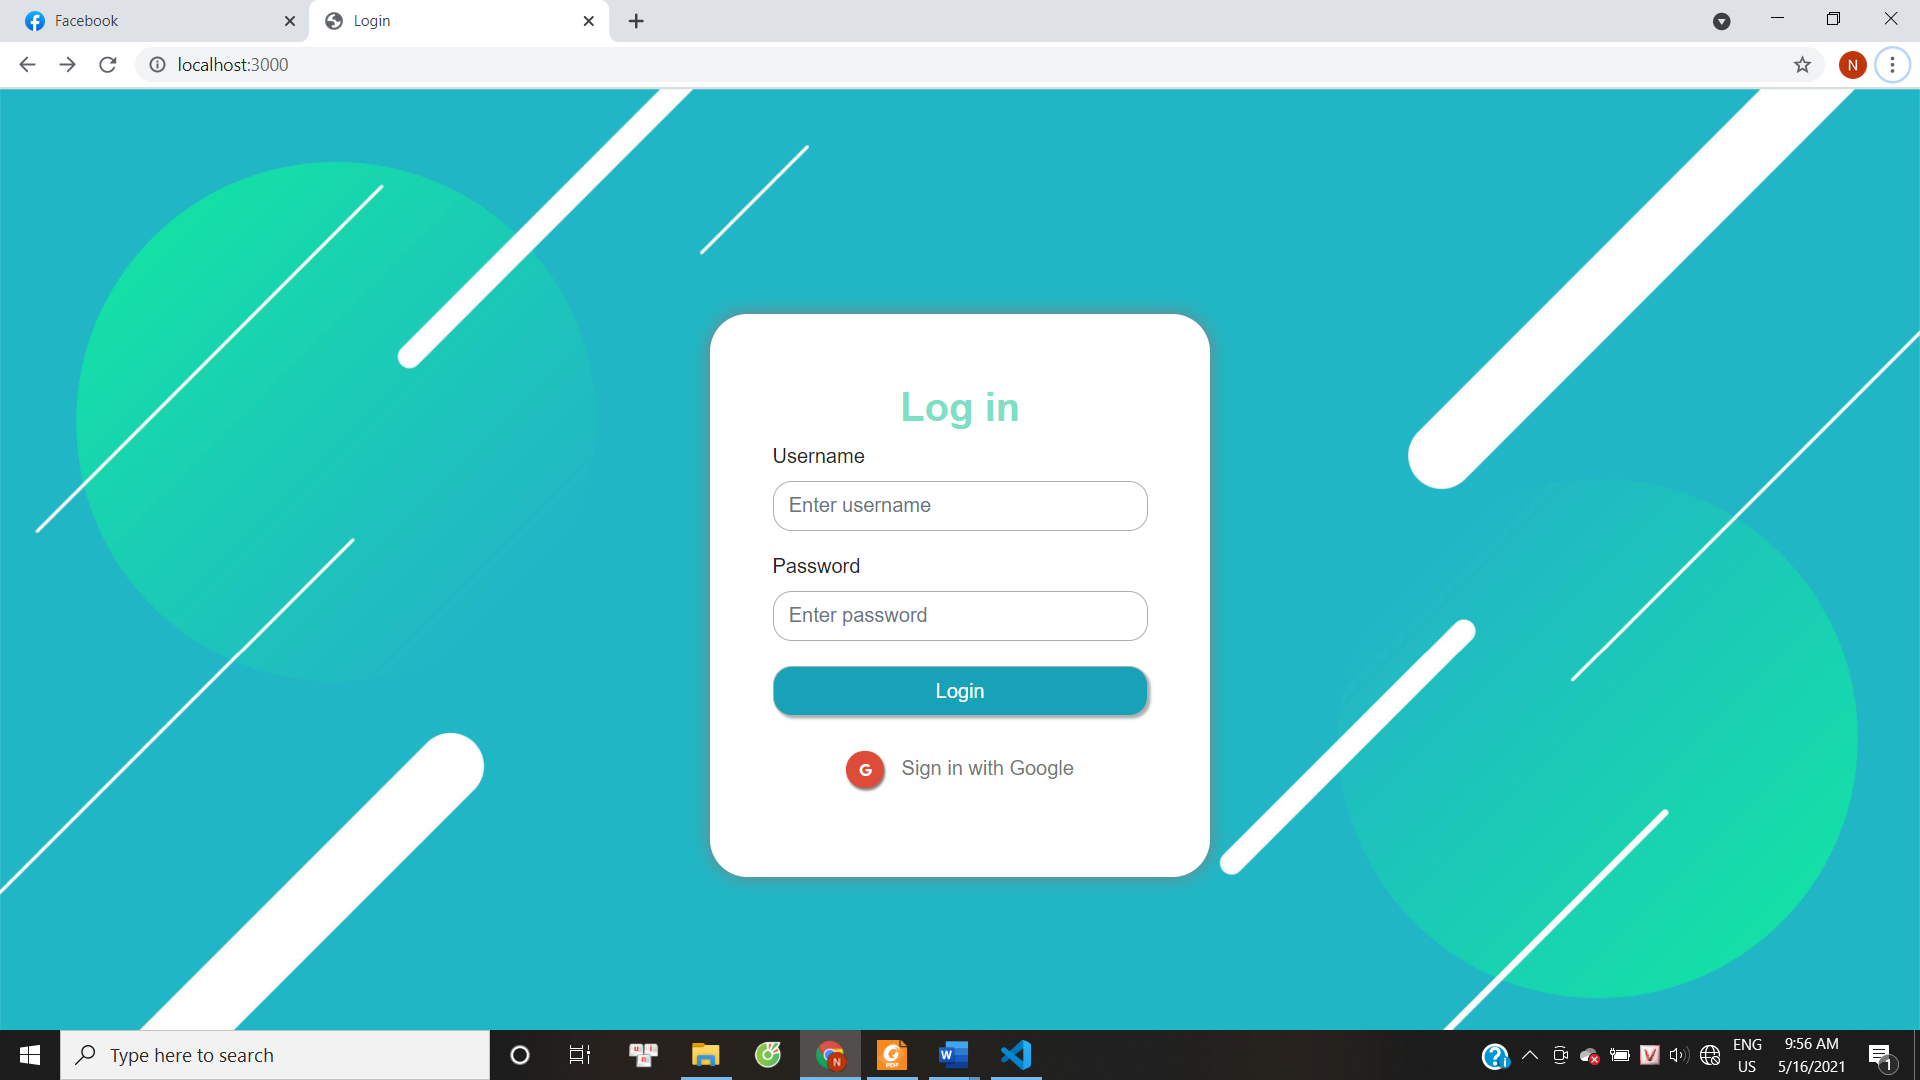 Facebook
Login
localhost:3000
N
Log in
Username
Enter username
Password
Enter password
Login
G Sign in with Google
Type here to search
ENG
US
9:56 AM
5/16/2021
1